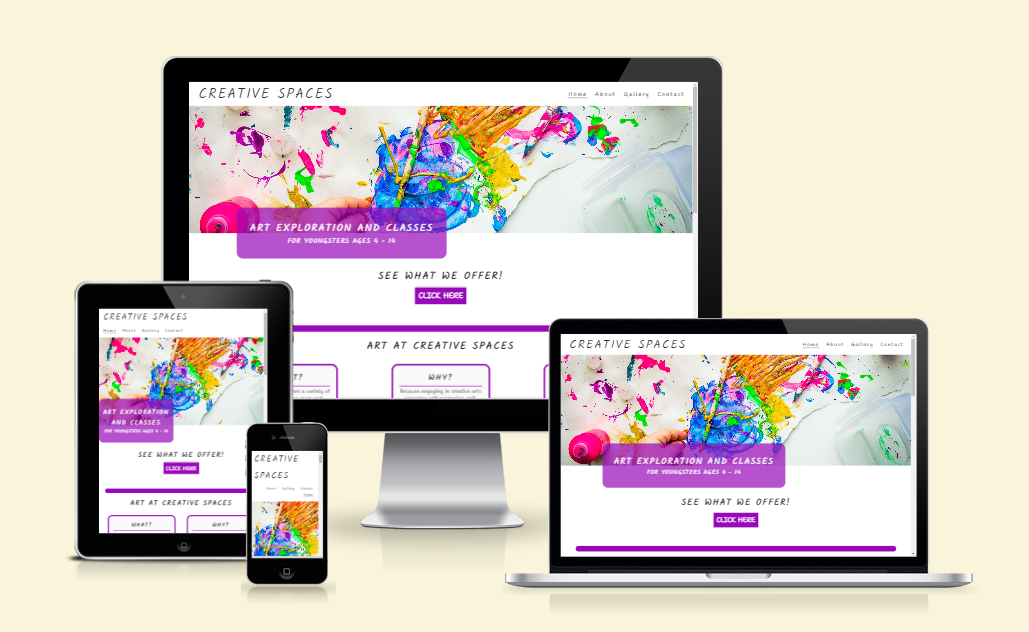 CREATIVE SPACES
Home About Gallery Contact
ART EXPLORATION AND CLASSES
FOR YOUNGSTERS AGES 4 - 14
SEE WHAT WE OFFER!
CLICK HERE
ART AT CREATIVE SPACES
T?
WHY?
Because engaging in creative arts
CREATIVE SPACES
Home About Gallery Contact
ART EXPLORATION
AND CLASSES
FOR YOUNGSTERS AGES 4 - 14
SEE WHAT WE OFFER!
CLICK HERE
ART AT CREATIVE SPACES
WHAT?
WHY?
CREATIVE
SPACES
About Gallery Contact
Home
CREATIVE SPACES
Home About Gallery Contact
ART EXPLORATION AND CLASSES
FOR YOUNGSTERS AGES 4 - 14
SEE WHAT WE OFFER!
CLICK HERE